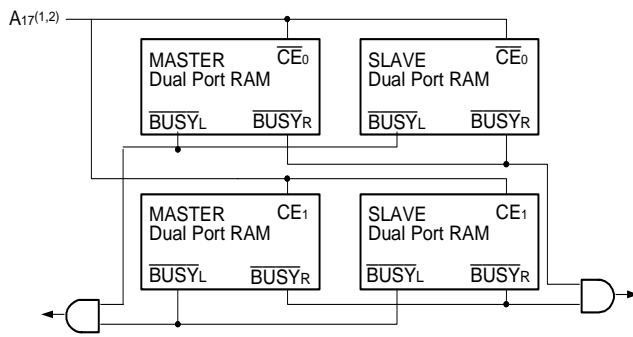 A17(1,2)
MASTER CE0
Dual Port RAM
BUSYL BUSYR
SLAVE CE0
Dual Port RAM
BUSYL BUSYR
MASTER CE1
Dual Port RAM
BUSYL BUSYR
SLAVE CE1
Dual Port RAM
BUSYL BUSYR